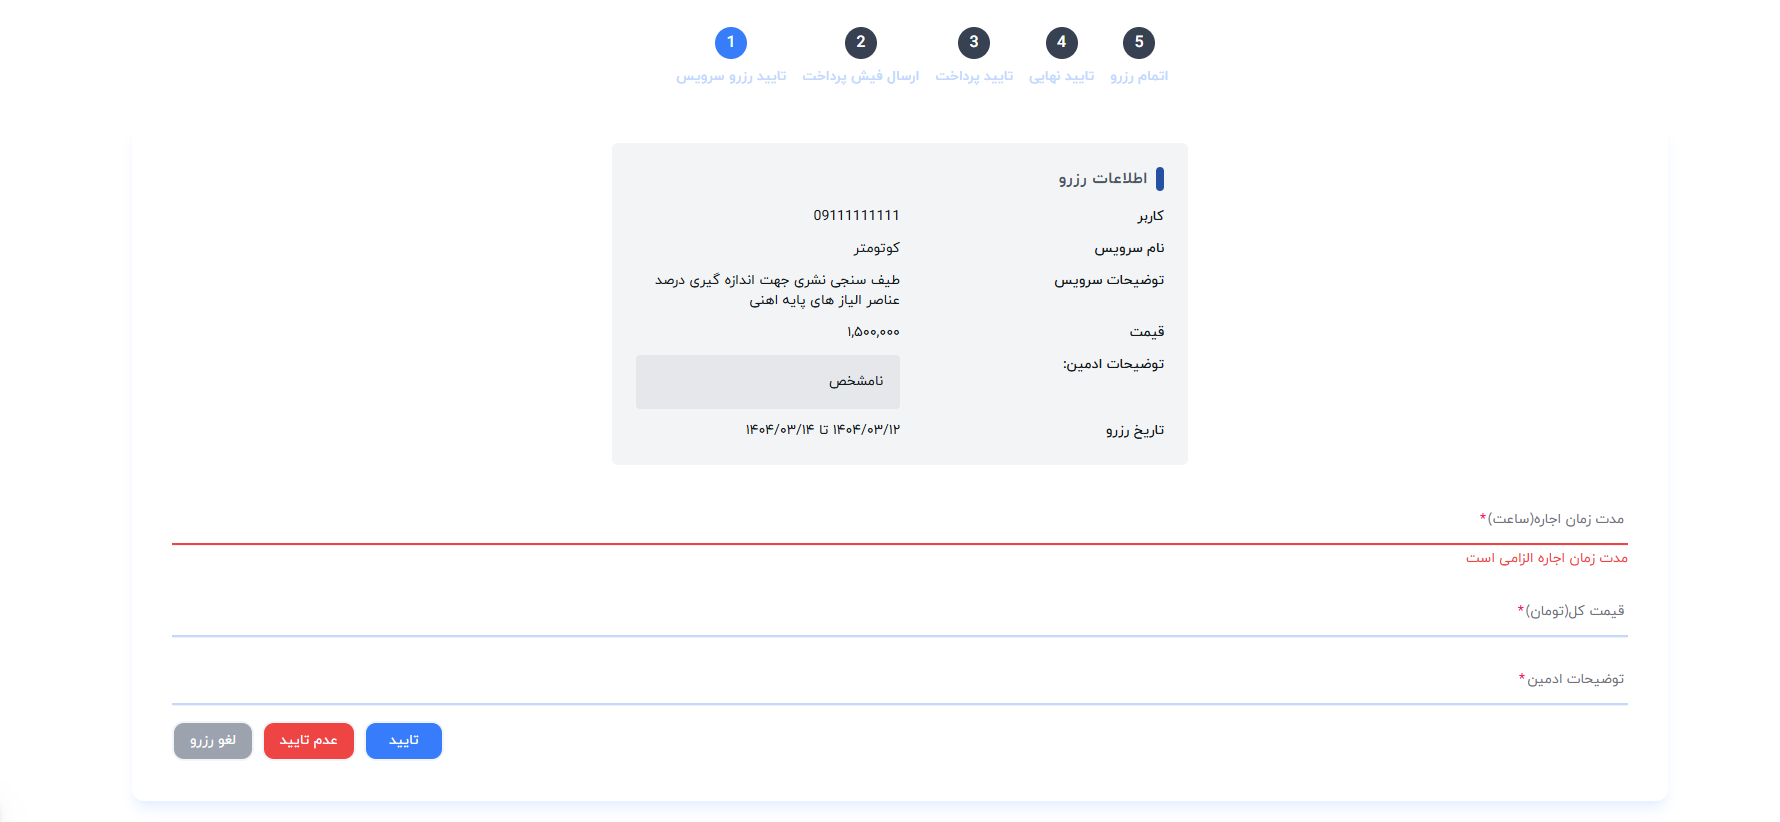 5 4 3 2 1
اتمام رزرو تایید نهایی تایید پرداخت ارسال فیش پرداخت تایید رزرو سرویس
اطلاعات رزرو
کاربر 09111111111
نام سرویس کوتومتر
توضیحات سرویس طیف سنجی نشری جهت اندازه گیری درصد
عناصر الیاز های پایه اهنی
قیمت ۱,۵۰۰,۰۰۰
توضیحات ادمین:
نامشخص
تاریخ رزرو ۱۴۰۴/۰۳/۱۲ تا ۱۴۰۴/۰۳/۱۴
مدت زمان اجاره(ساعت)*
مدت زمان اجاره الزامی است
قیمت کل(تومان)*
توضیحات ادمین*
تایید عدم تایید لغو رزرو